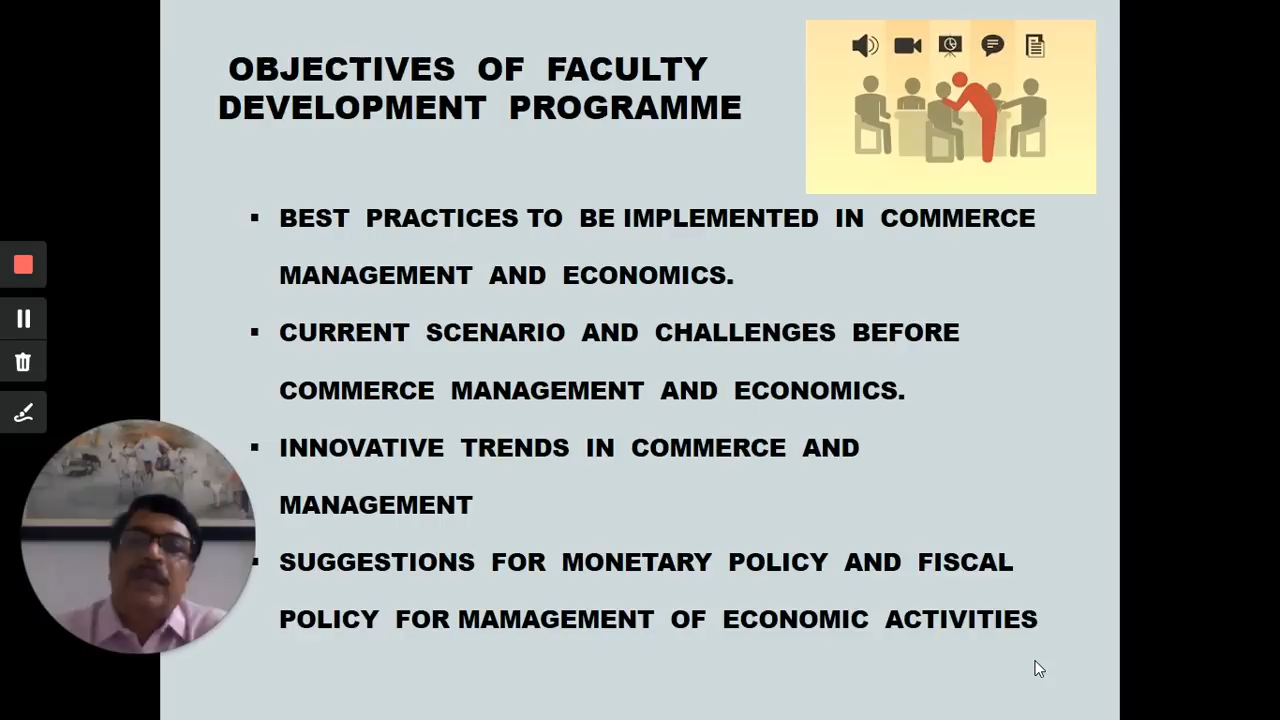 OBJECTIVES OF FACULTY
DEVELOPMENT PROGRAMME
▪ BEST PRACTICES TO BE IMPLEMENTED IN COMMERCE
MANAGEMENT AND ECONOMICS.
▪ CURRENT SCENARIO AND CHALLENGES BEFORE
COMMERCE MANAGEMENT AND ECONOMICS.
▪ INNOVATIVE TRENDS IN COMMERCE AND
MANAGEMENT
▪ SUGGESTIONS FOR MONETARY POLICY AND FISCAL
POLICY FOR MAMAGEMENT OF ECONOMIC ACTIVITIES